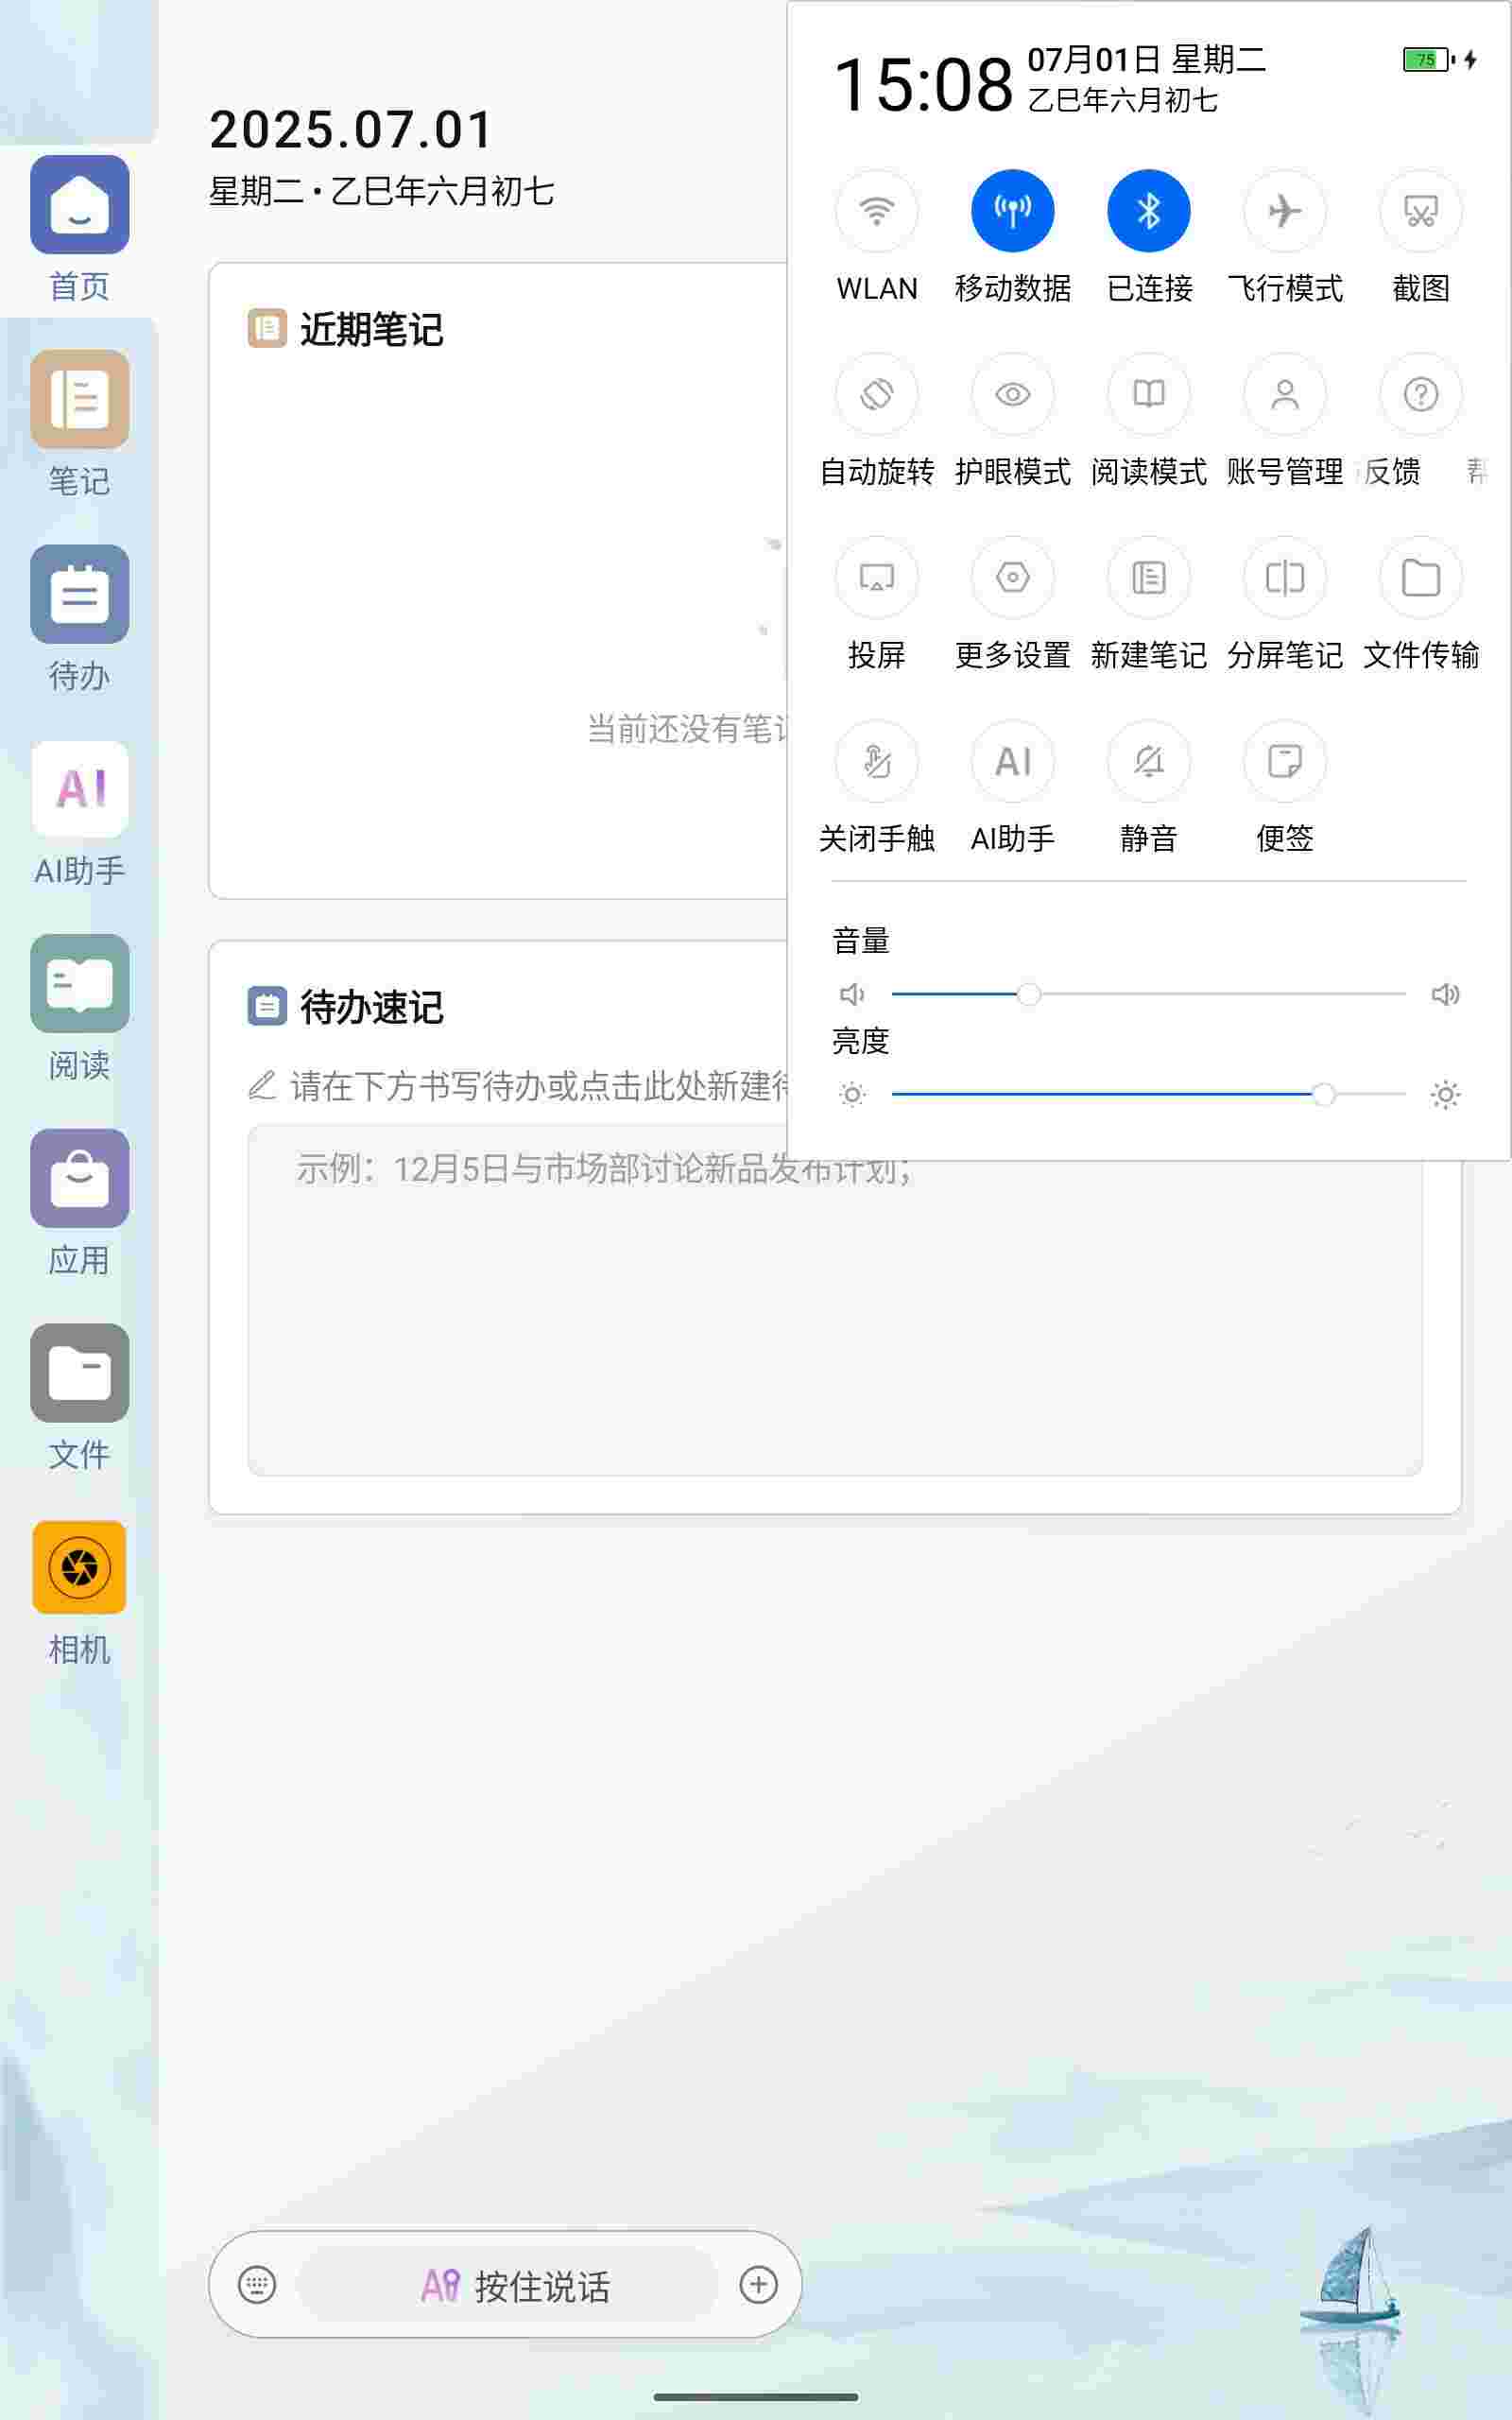 15:08
07月01日 星期二
乙巳年六月初七
75
WLAN
移动数据
已连接
飞行模式
截图
自动旋转
护眼模式
阅读模式
账号管理
反馈
投屏
更多设置
新建笔记
分屏笔记
文件传输
关闭手触
AI
AI助手
静音
便签
音量
亮度
2025.07.01
星期二·乙巳年六月初七
近期笔记
当前还没有笔
待办速记
请在下方书写待办或点击此处新建
示例：12月5日与市场部讨论新品发布计划；
首页
笔记
待办
AI
AI助手
阅读
应用
文件
相机
按住说话